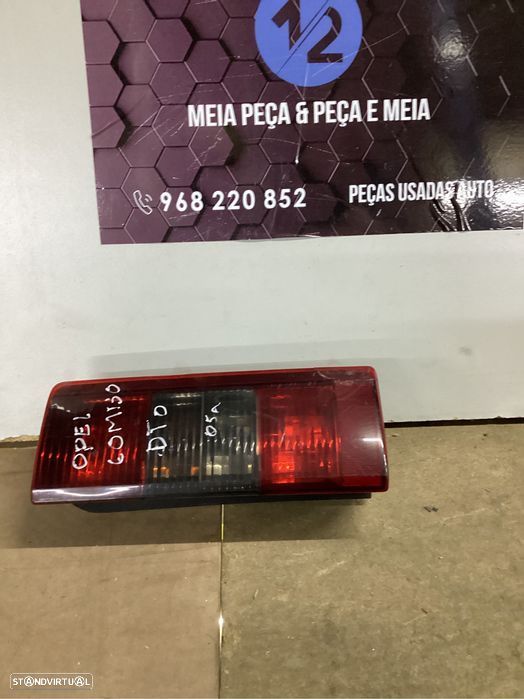 1/2
MEIA PEÇA & PEÇA E MEIA
968 220 852
PEÇAS USADAS AUTO
OPEL
COMBO
DTO
05A
STANDVIRTUAL